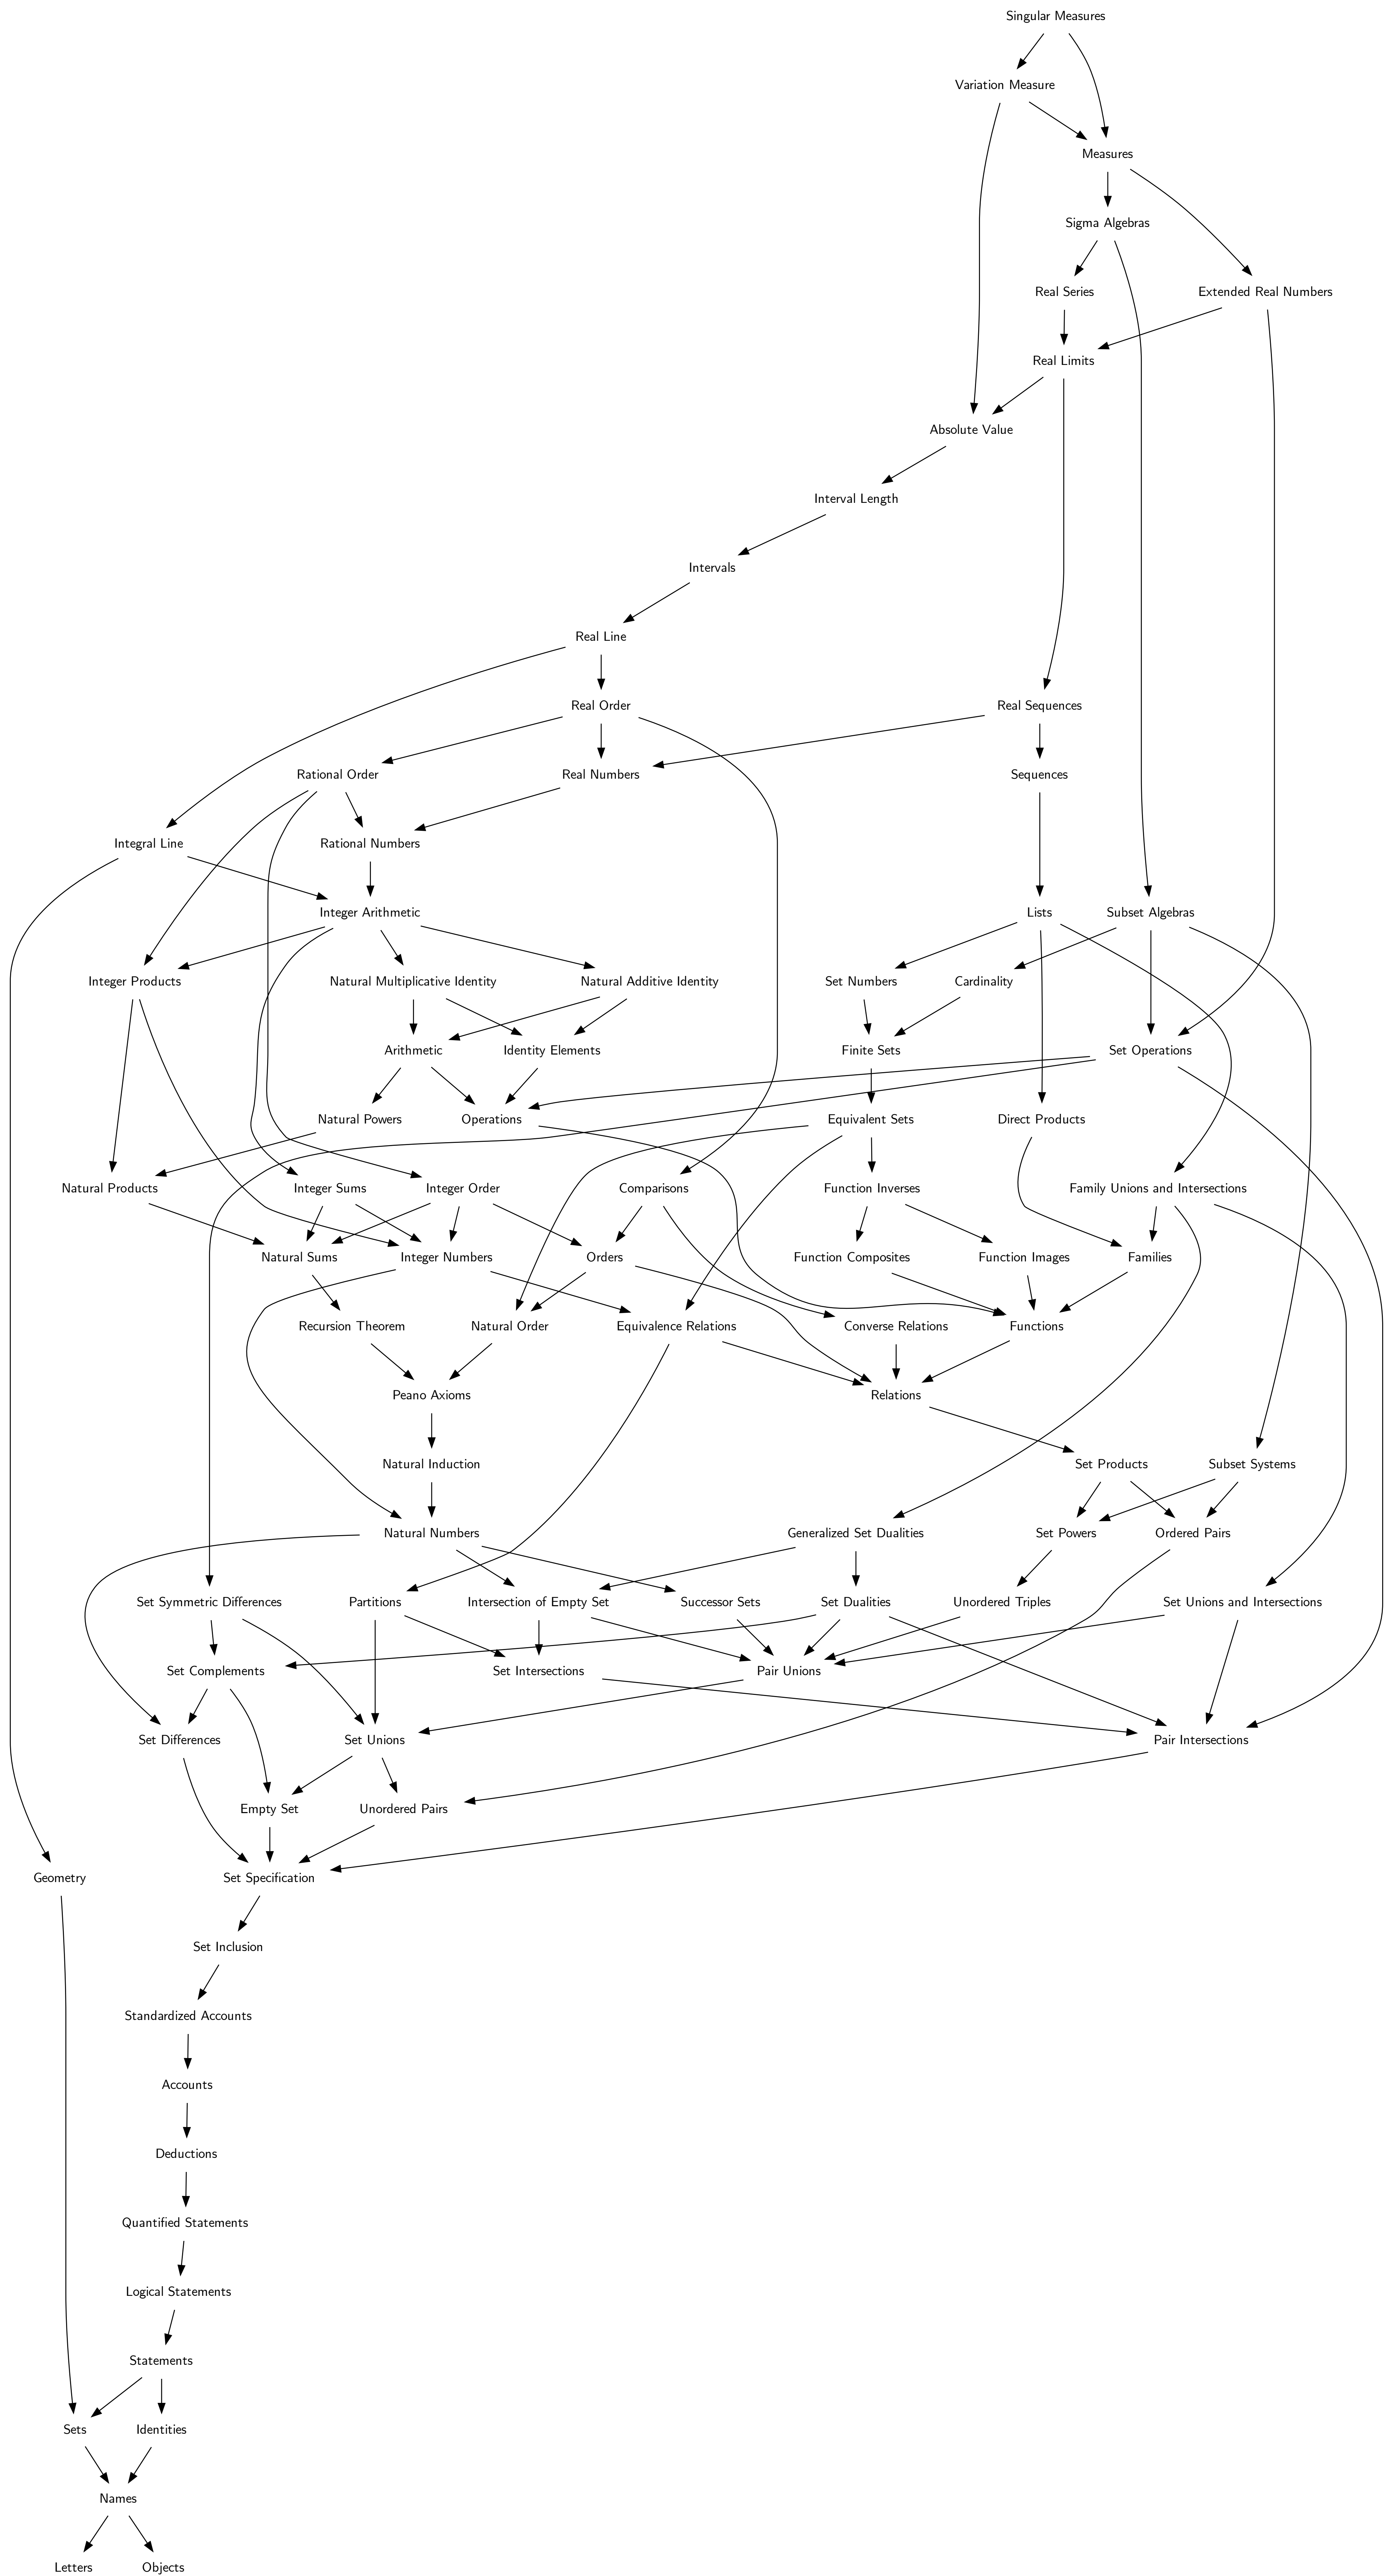 Singular Measures
Variation Measure
Measures
Sigma Algebras
Real Series
Extended Real Numbers
Real Limits
Absolute Value
Interval Length
Intervals
Real Line
Real Order
Real Sequences
Rational Order
Real Numbers
Sequences
Integral Line
Rational Numbers
Integer Arithmetic
Lists
Subset Algebras
Integer Products
Natural Multiplicative Identity
Natural Additive Identity
Set Numbers
Cardinality
Arithmetic
Identity Elements
Finite Sets
Set Operations
Natural Powers
Operations
Equivalent Sets
Direct Products
Natural Products
Integer Sums
Integer Order
Comparisons
Function Inverses
Family Unions and Intersections
Natural Sums
Integer Numbers
Orders
Function Composites
Function Images
Families
Recursion Theorem
Natural Order
Equivalence Relations
Converse Relations
Functions
Peano Axioms
Relations
Natural Induction
Set Products
Subset Systems
Natural Numbers
Generalized Set Dualities
Set Powers
Ordered Pairs
Set Symmetric Differences
Partitions
Intersection of Empty Set
Successor Sets
Set Dualities
Unordered Triples
Set Unions and Intersections
Set Complements
Set Intersections
Pair Unions
Set Differences
Set Unions
Pair Intersections
Empty Set
Unordered Pairs
Geometry
Set Specification
Set Inclusion
Standardized Accounts
Accounts
Deductions
Quantified Statements
Logical Statements
Statements
Sets
Identities
Names
Letters
Objects